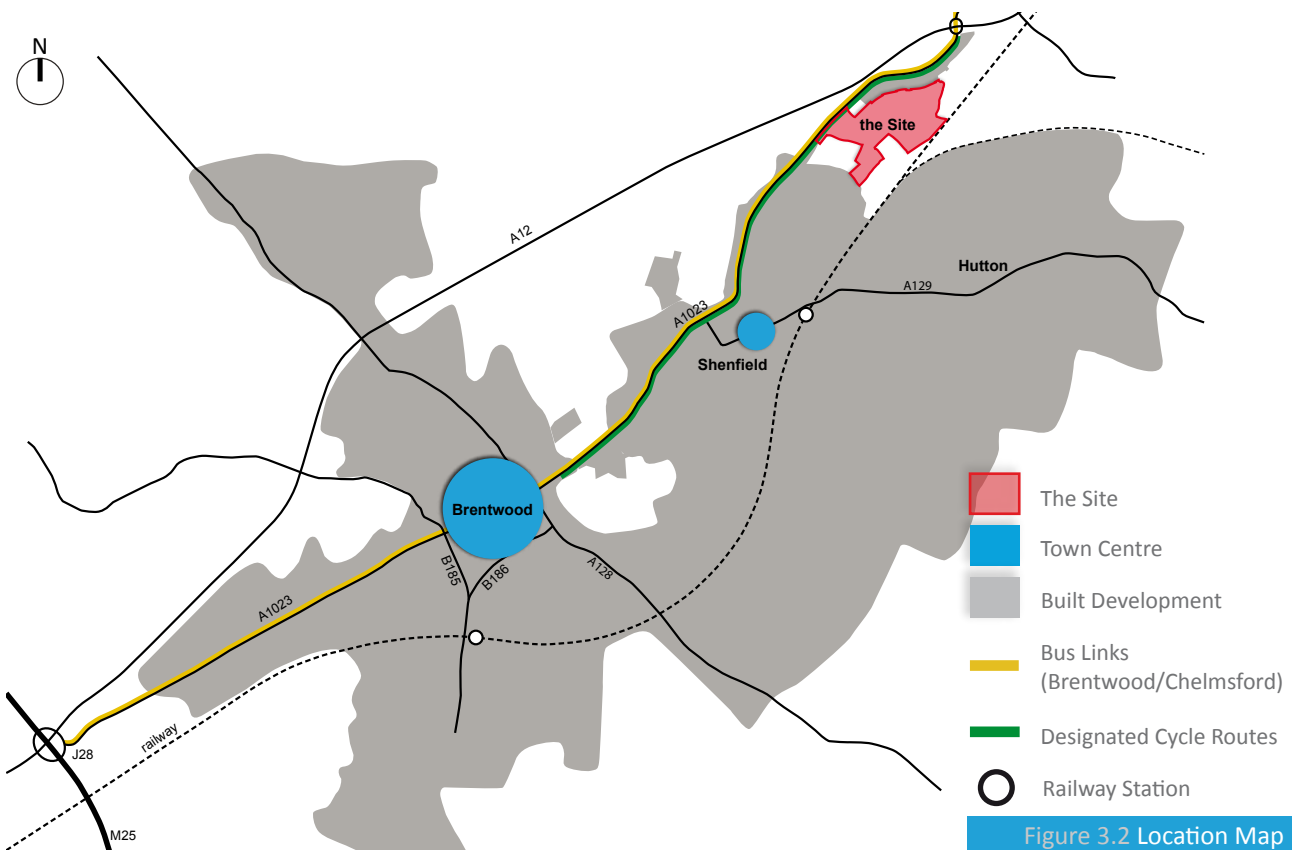 N
the Site
A12
Hutton
A129
A1023
Shenfield
Brentwood
B185
B186
A128
A1023
railway
J28
M25
The Site
Town Centre
Built Development
Bus Links
(Brentwood/Chelmsford)
Designated Cycle Routes
Railway Station
Figure 3.2 Location Map